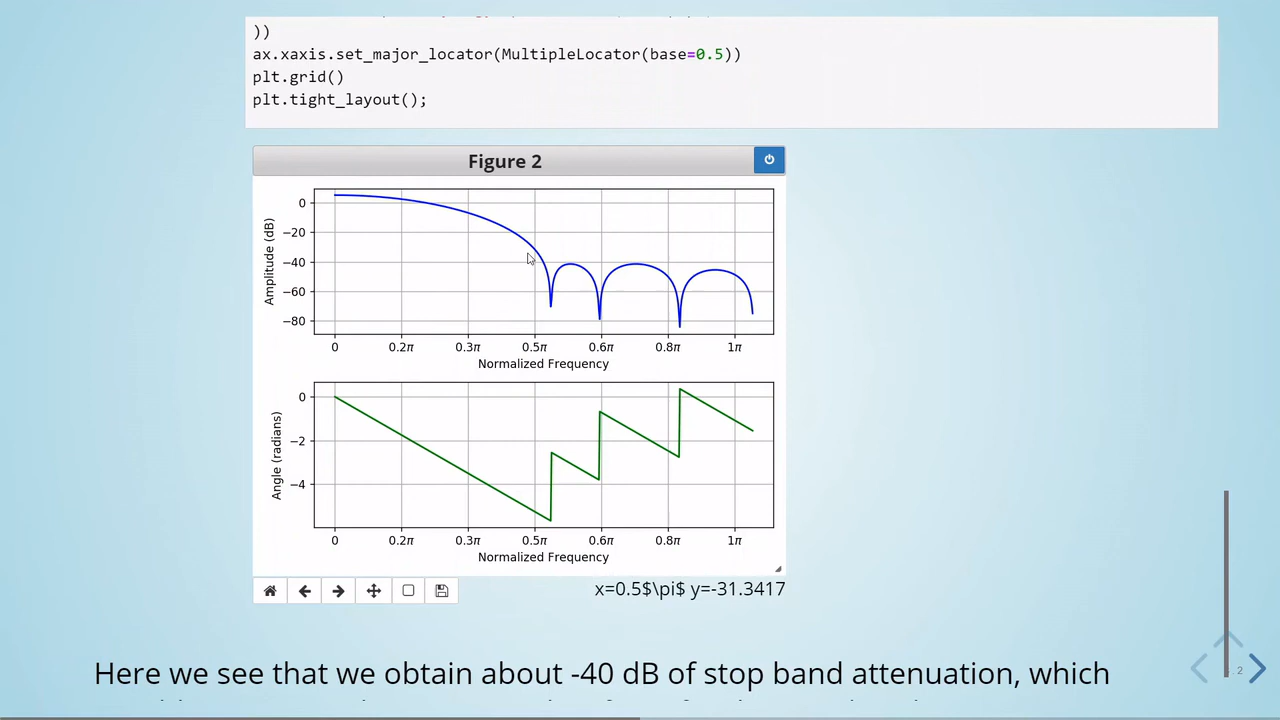 ))
ax.xaxis.set_major_locator(MultipleLocator(base=0.5))
plt.grid()
plt.tight_layout();
Figure 2
Amplitude (dB)
0
−20
−40
−60
−80
0 0.2π 0.3π 0.5π 0.6π 0.8π 1π
Normalized Frequency
Angle (radians)
0
−2
−4
0 0.2π 0.3π 0.5π 0.6π 0.8π 1π
Normalized Frequency
x=0.5$\pi$ y=-31.3417
Here we see that we obtain about -40 dB of stop band attenuation, which